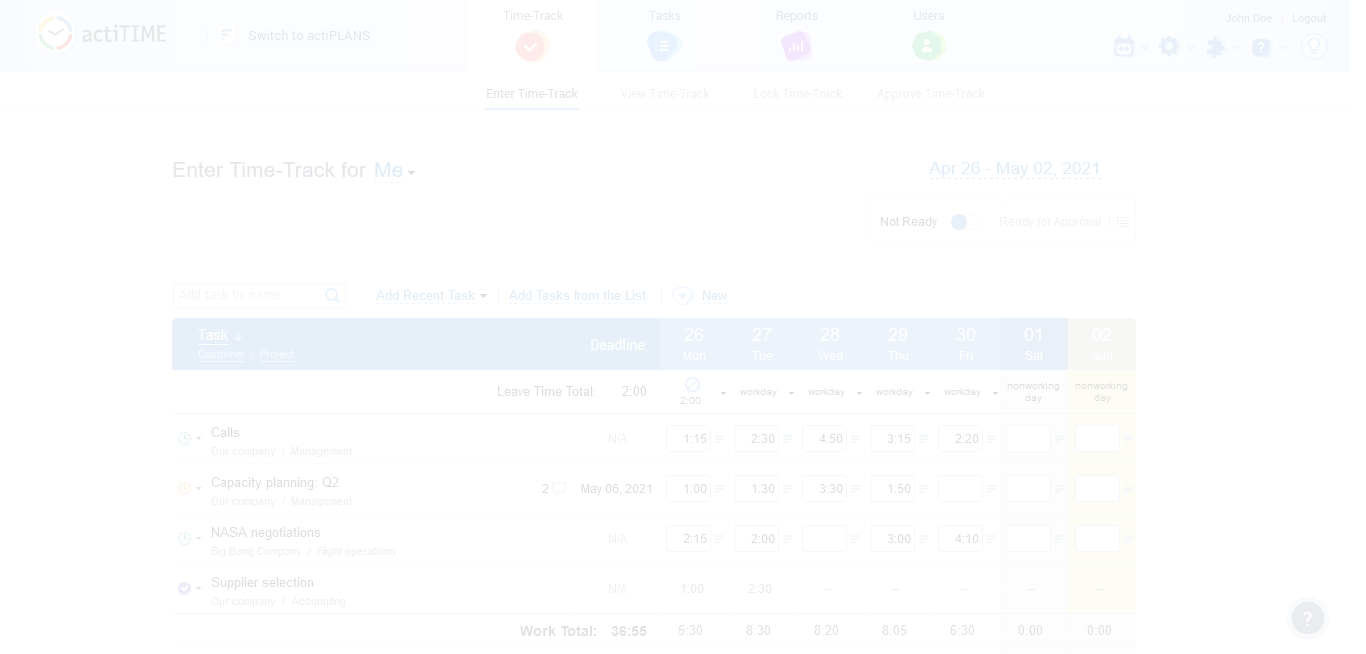 actiTIME
Switch to actiPLANS
Time-Track
Tasks
Reports
Users
John Doe
Logout
Enter Time-Track
View Time-Track
Lock Time-Track
Approve Time-Track
Enter Time-Track for Me
Apr 26 - May 02, 2021
Not Ready
Ready for Approval
Add task by name
Add Recent Task
Add Tasks from the List
New
Task
Customer / Project
Deadline
26 27 28 29 30 01 02
Mon Tue Wed Thu Fri Sat Sun
Leave Time Total: 2:00
2:00
workday workday workday workday
nonworking day
nonworking day
Calls
Our company / Management
N/A 1:15 2:30 4:50 3:15 2:20
Capacity planning: Q2
Our company / Management
2 May 06, 2021 1:00 1:30 3:30 1:50
NASA negotiations
Big Bang Company / Flight operations
N/A 2:15 2:00 3:00 4:10
Supplier selection
Our company / Accounting
N/A 1:00 2:30 – – – – –
Work Total: 36:55 5:30 8:30 8:20 8:05 6:30 0:00 0:00
?
?